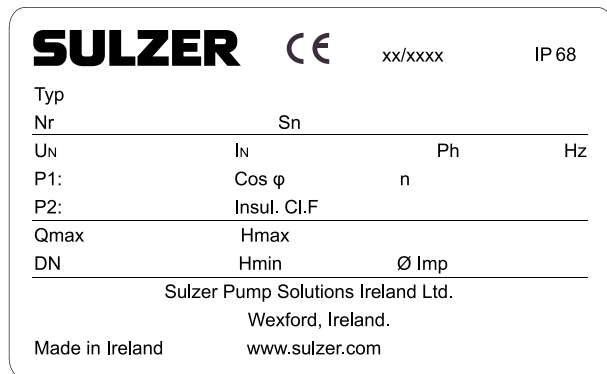 SULZER CE xx/xxxx IP 68
Typ
Nr Sn
UN IN Ph Hz
P1: Cos φ n
P2: Insul. Cl.F
Qmax Hmax
DN Hmin Ø Imp
Sulzer Pump Solutions Ireland Ltd.
Wexford, Ireland.
Made in Ireland www.sulzer.com